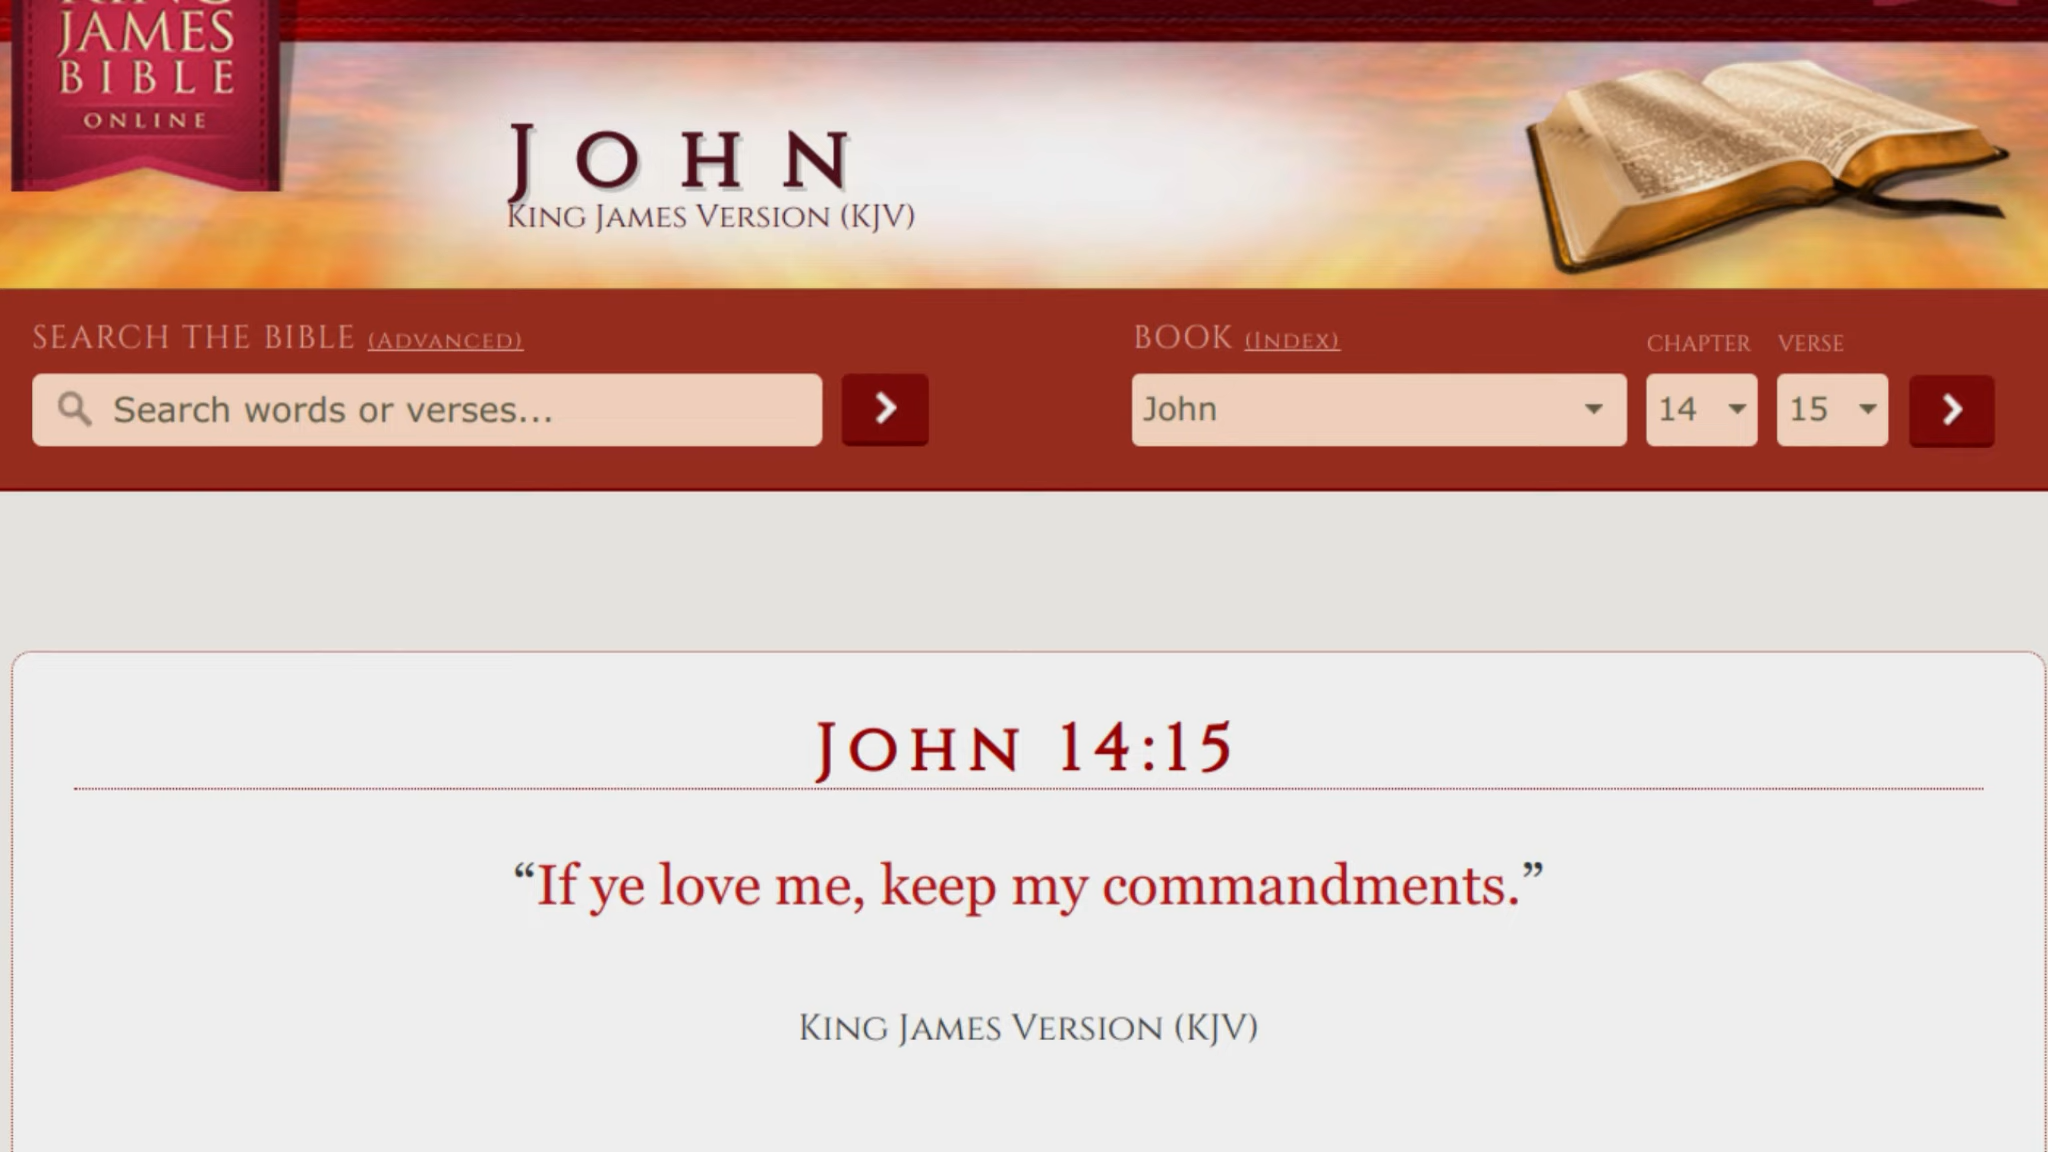 KING
JAMES
BIBLE
ONLINE
JOHN
KING JAMES VERSION (KJV)
SEARCH THE BIBLE (ADVANCED)
BOOK (INDEX)
CHAPTER
VERSE
Search words or verses...
John
14
15
JOHN 14:15
“If ye love me, keep my commandments.”
KING JAMES VERSION (KJV)